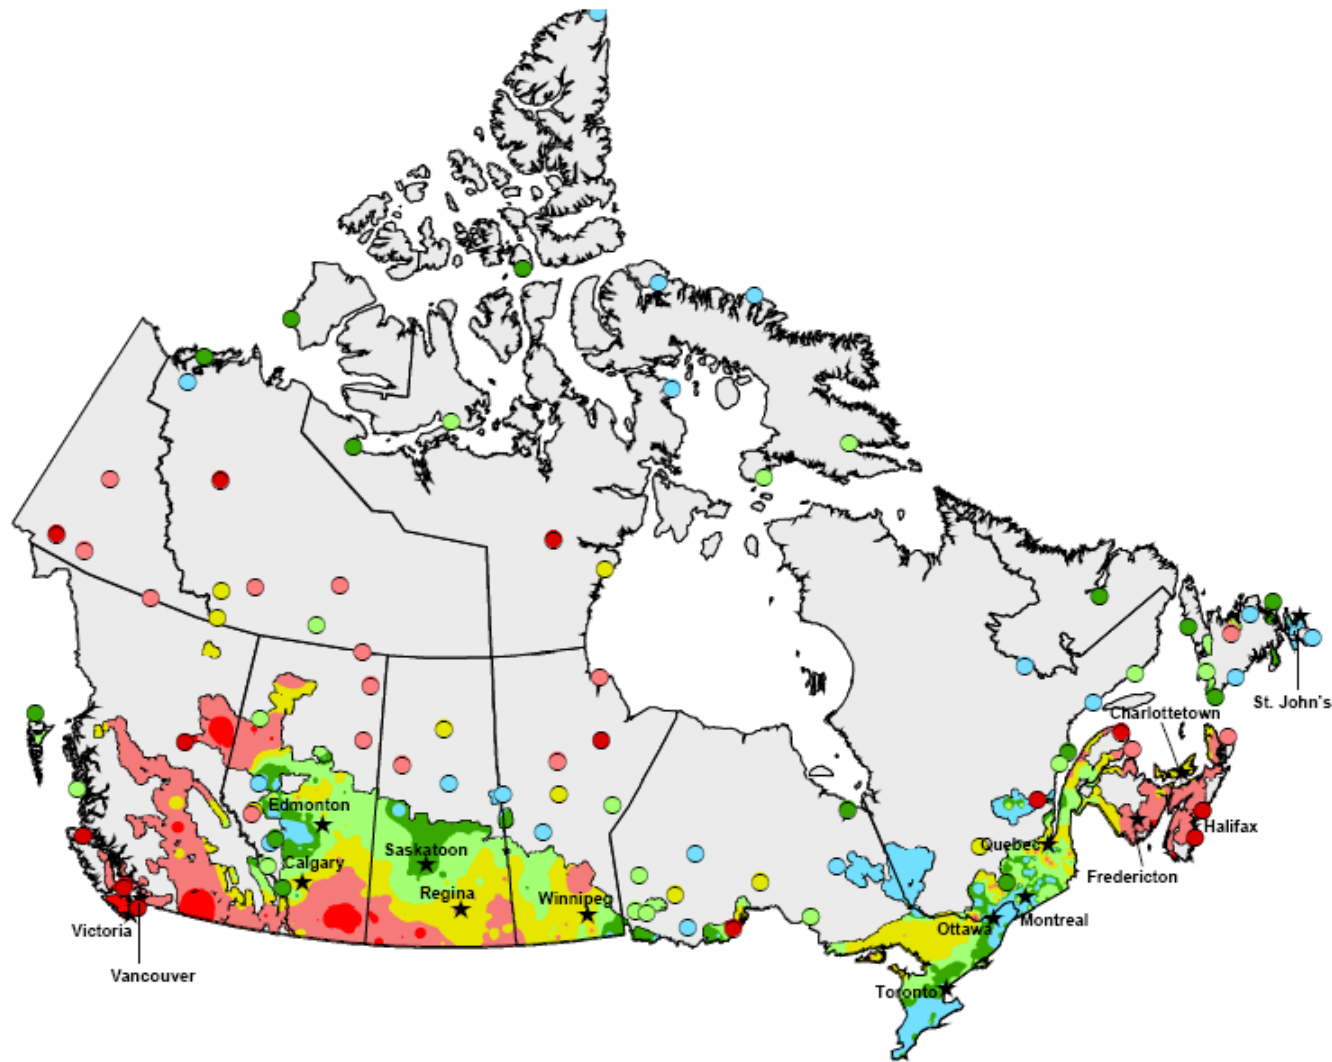 St. John's
Charlottetown
Edmonton
Halifax
Quebec
Saskatoon
Calgary
Fredericton
Regina
Winnipeg
Montreal
Ottawa
Victoria
Vancouver
Toronto